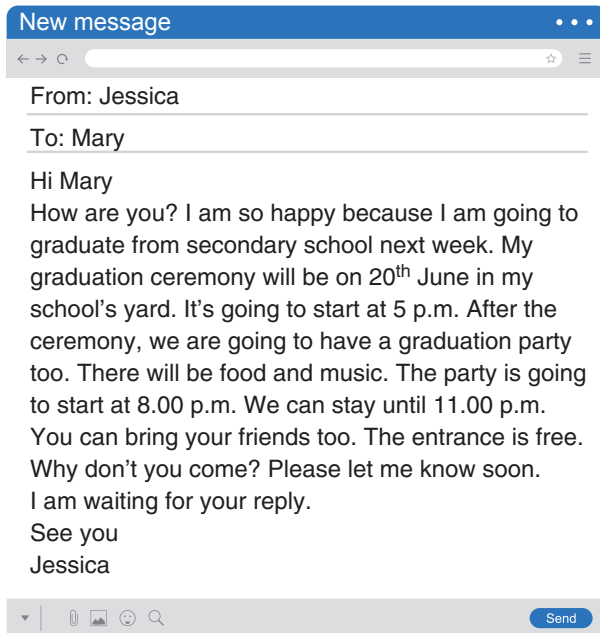 New message
From: Jessica
To: Mary
Hi Mary
How are you? I am so happy because I am going to
graduate from secondary school next week. My
graduation ceremony will be on 20th June in my
school’s yard. It’s going to start at 5 p.m. After the
ceremony, we are going to have a graduation party
too. There will be food and music. The party is going
to start at 8.00 p.m. We can stay until 11.00 p.m.
You can bring your friends too. The entrance is free.
Why don’t you come? Please let me know soon.
I am waiting for your reply.
See you
Jessica
Send